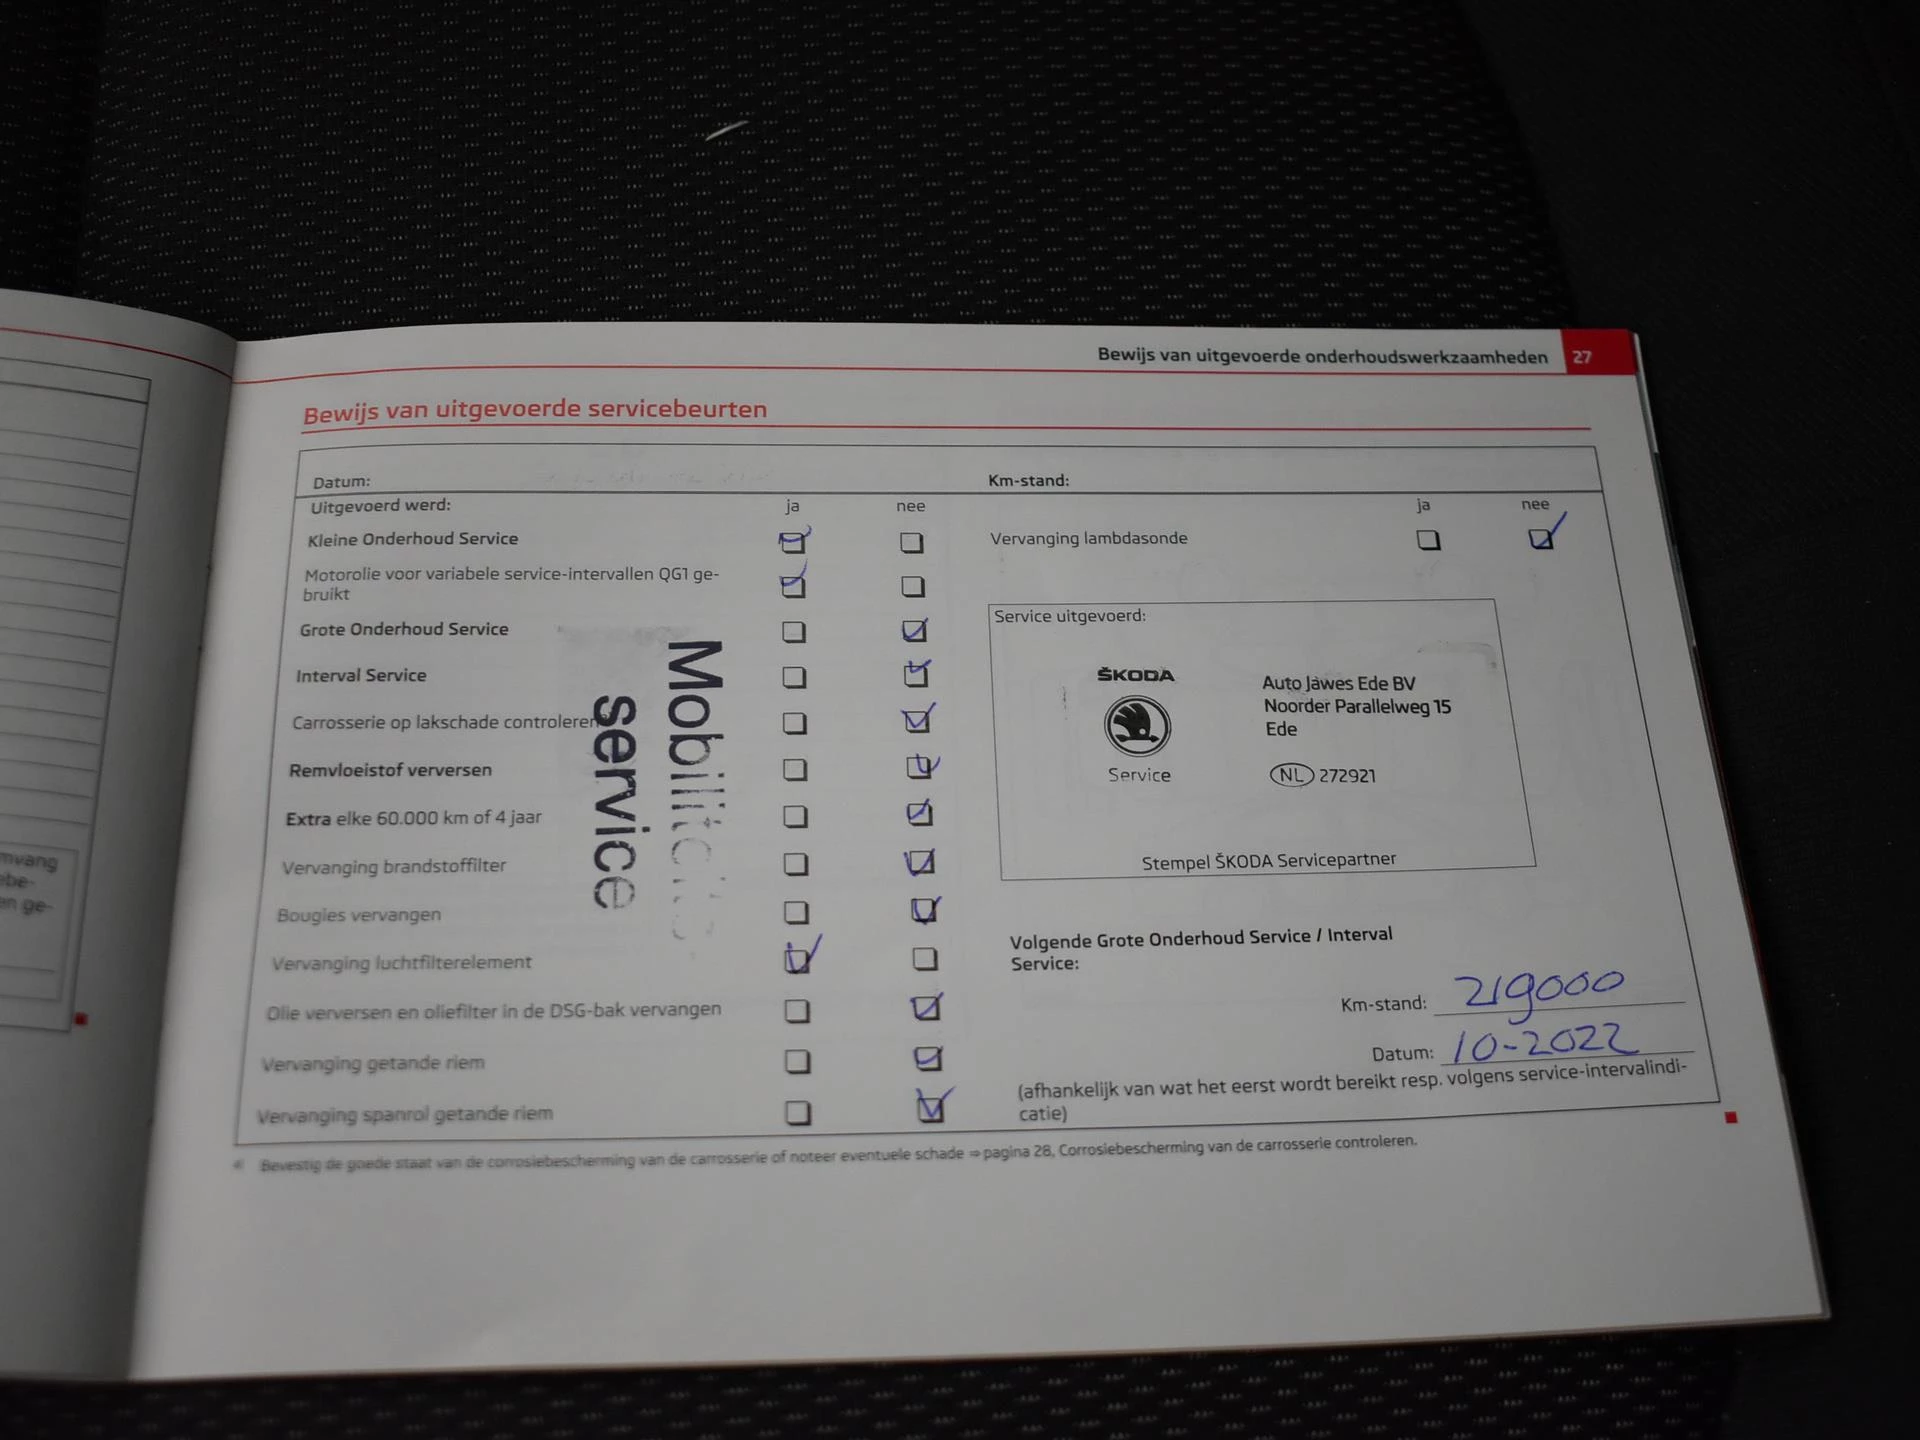 Bewijs van uitgevoerde onderhoudswerkzaamheden 27
Bewijs van uitgevoerde servicebeurten
Datum:
Km-stand:
Uitgevoerd werd: ja nee
ja nee
Kleine Onderhoud Service
Vervanging lambdasonde
Motorolie voor variabele service-intervallen QG1 ge-
bruikt
Grote Onderhoud Service
Interval Service
Carrosserie op lakschade controleren
Remvloeistof verversen
Extra elke 60.000 km of 4 jaar
Vervanging brandstoffilter
Bougies vervangen
Vervanging luchtfilterelement
Olie verversen en oliefilter in de DSG-bak vervangen
Vervanging getande riem
Vervanging spanrol getande riem
service
Service uitgevoerd:
ŠKODA
Service
Auto Jawes Ede BV
Noorder Parallelweg 15
Ede
NL 272921
Stempel ŠKODA Servicepartner
Volgende Grote Onderhoud Service / Interval
Service:
Km-stand: 219000
Datum: 10-2022
(afhankelijk van wat het eerst wordt bereikt resp. volgens service-intervalindi-
catie)
a) Bevestig de goede staat van de corrosiebescherming van de carrosserie of noteer eventuele schade ⇒ pagina 28, Corrosiebescherming van de carrosserie controleren.
mvang
ebe-
en ge-